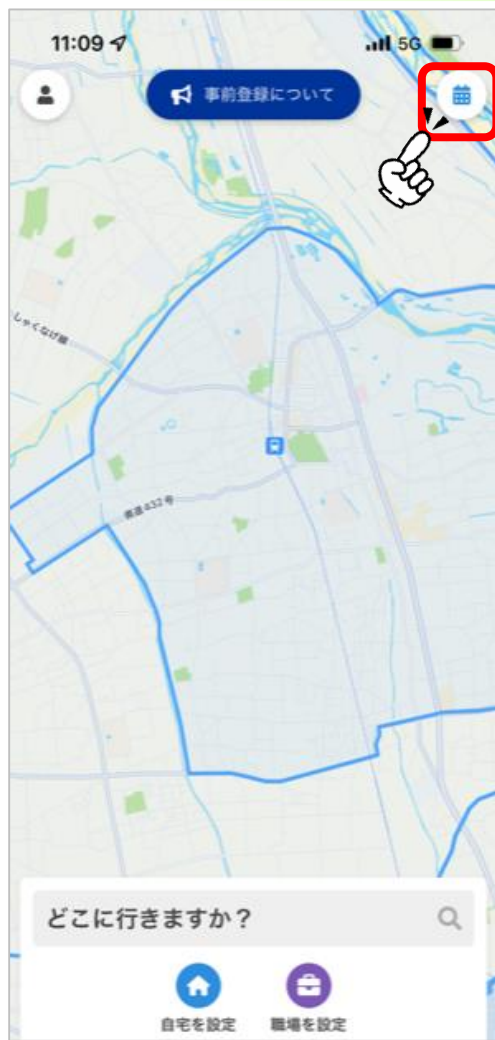 11:09
5G
事前登録について
しゃくなげ線
県道432号
どこに行きますか？
自宅を設定
職場を設定